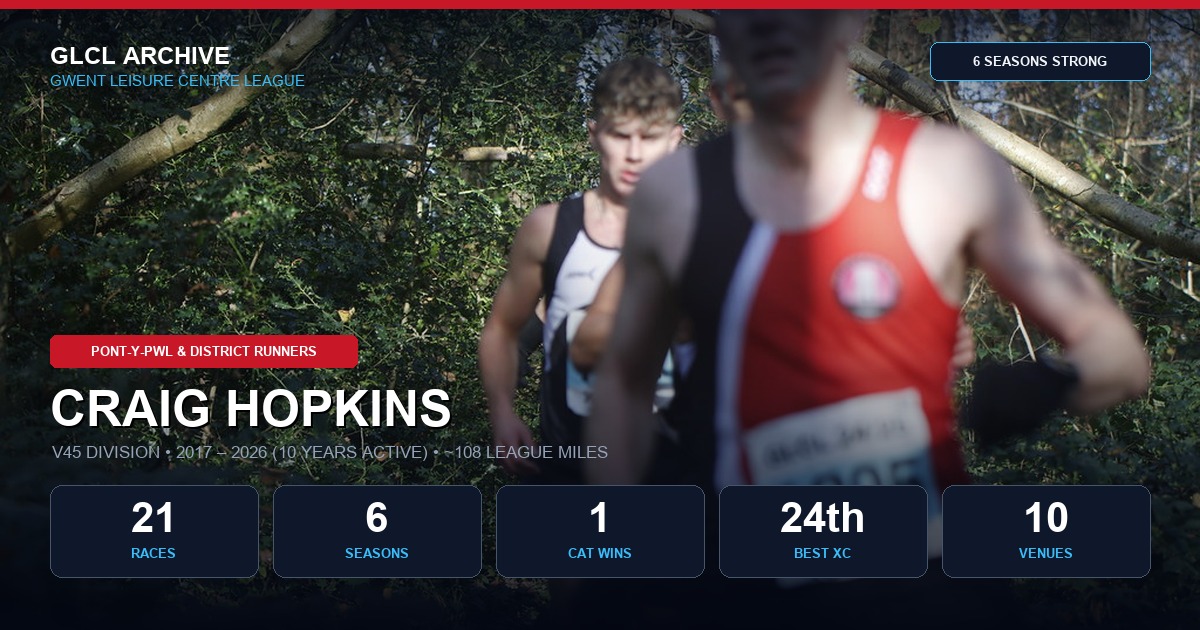 GLCL ARCHIVE
GWENT LEISURE CENTRE LEAGUE
6 SEASONS STRONG
PONT-Y-PWL & DISTRICT RUNNERS
CRAIG HOPKINS
V45 DIVISION • 2017 – 2026 (10 YEARS ACTIVE) • ~108 LEAGUE MILES
21
RACES
6
SEASONS
1
CAT WINS
24th
BEST XC
10
VENUES